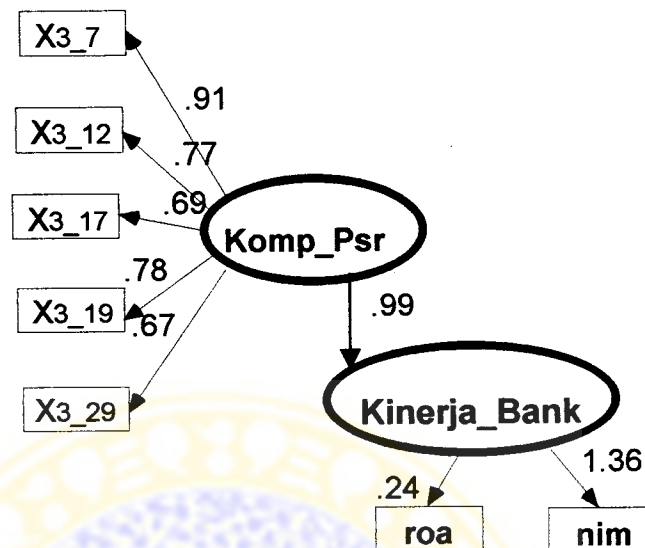 X3_7
.91
X3_12
.77
X3_17
.69
Komp_Psr
.78
X3_19
.67
.99
X3_29
Kinerja_Bank
.24
1.36
roa
nim